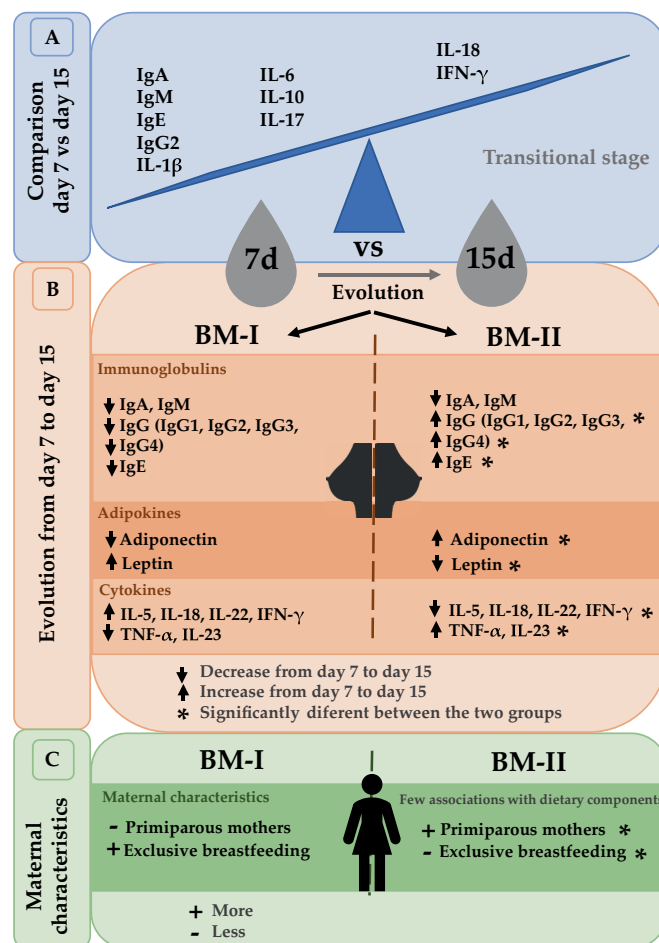 A
Comparison
day 7 vs day 15
IgA
IgM
IgE
IgG2
IL-1β
IL-6
IL-10
IL-17
IL-18
IFN-γ
Transitional stage
7d
vs
15d
Evolution
B
Evolution from day 7 to day 15
BM-I
BM-II
Immunoglobulins
IgA, IgM
IgG (IgG1, IgG2, IgG3,
IgG4)
IgE
IgA, IgM
IgG (IgG1, IgG2, IgG3, *
IgG4) *
IgE *
Adipokines
Adiponectin
Leptin
Adiponectin *
Leptin *
Cytokines
IL-5, IL-18, IL-22, IFN-γ
TNF-α, IL-23
IL-5, IL-18, IL-22, IFN-γ *
TNF-α, IL-23 *
Decrease from day 7 to day 15
Increase from day 7 to day 15
* Significantly diferent between the two groups
C
Maternal
characteristics
BM-I
BM-II
Maternal characteristics
- Primiparous mothers
+ Exclusive breastfeeding
Few associations with dietary components
+ Primiparous mothers *
- Exclusive breastfeeding *
+ More
- Less